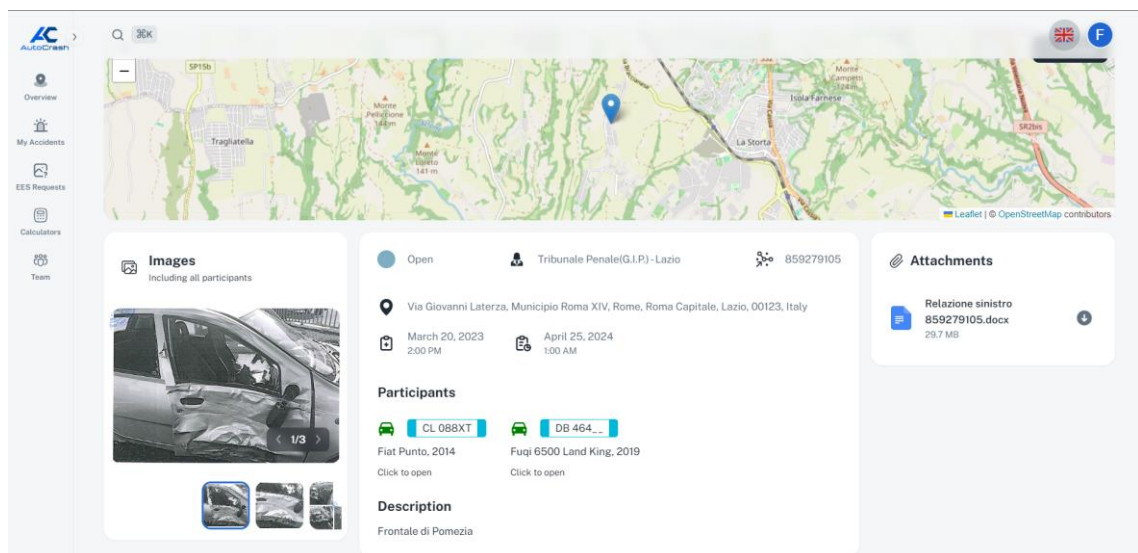 AC
AutoCrash
⌘K
F
Overview
My Accidents
EES Requests
Calculators
Team
−
SP15b
Tragliatella
Monte
141 m
La Storta
Isola Farnese
Monte
SR2bis
Leaflet | © OpenStreetMap contributors
Images
Including all participants
1/3
Open
Tribunale Penale(G.I.P.) - Lazio
859279105
Via Giovanni Laterza, Municipio Roma XIV, Rome, Roma Capitale, Lazio, 00123, Italy
March 20, 2023
2:00 PM
April 25, 2024
1:00 AM
Participants
CL 088XT
DB 464_ _
Fiat Punto, 2014
Fuqi 6500 Land King, 2019
Click to open
Click to open
Description
Frontale di Pomezia
Attachments
Relazione sinistro
859279105.docx
29.7 MB